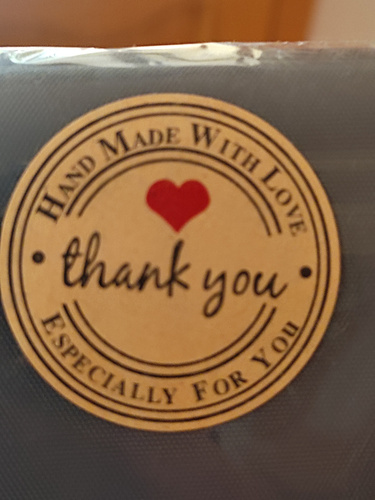 HAND MADE WITH LOVE
thank you
ESPECIALLY FOR YOU